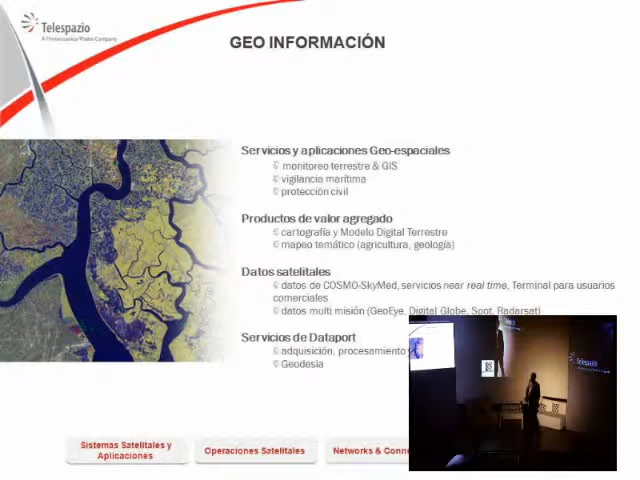 Telespazio
A Finmeccanica/Thales Company
GEO INFORMACIÓN
Servicios y aplicaciones Geo-espaciales
monitoreo terrestre & GIS
vigilancia marítima
protección civil
Productos de valor agregado
cartografía y Modelo Digital Terrestre
mapeo temático (agricultura, geología)
Datos satelitales
datos de COSMO-SkyMed, servicios near real time, Terminal para usuarios
comerciales
datos multi misión (GeoEye, Digital Globe, Spot, Radarsat)
Servicios de Dataport
adquisición, procesamiento
Geodesia
Telespazio
Sistemas Satelitales y
Aplicaciones
Operaciones Satelitales
Networks & Conne